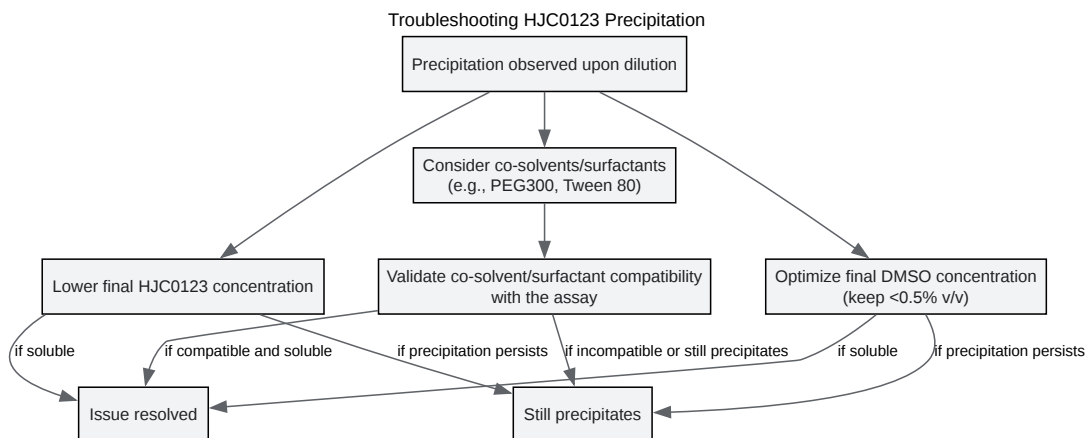 Troubleshooting HJC0123 Precipitation
Precipitation observed upon dilution
Consider co-solvents/surfactants
(e.g., PEG300, Tween 80)
Lower final HJC0123 concentration
Validate co-solvent/surfactant compatibility
with the assay
Optimize final DMSO concentration
(keep <0.5% v/v)
if soluble
if compatible and soluble
if precipitation persists
if incompatible or still precipitates
if soluble
if precipitation persists
Issue resolved
Still precipitates